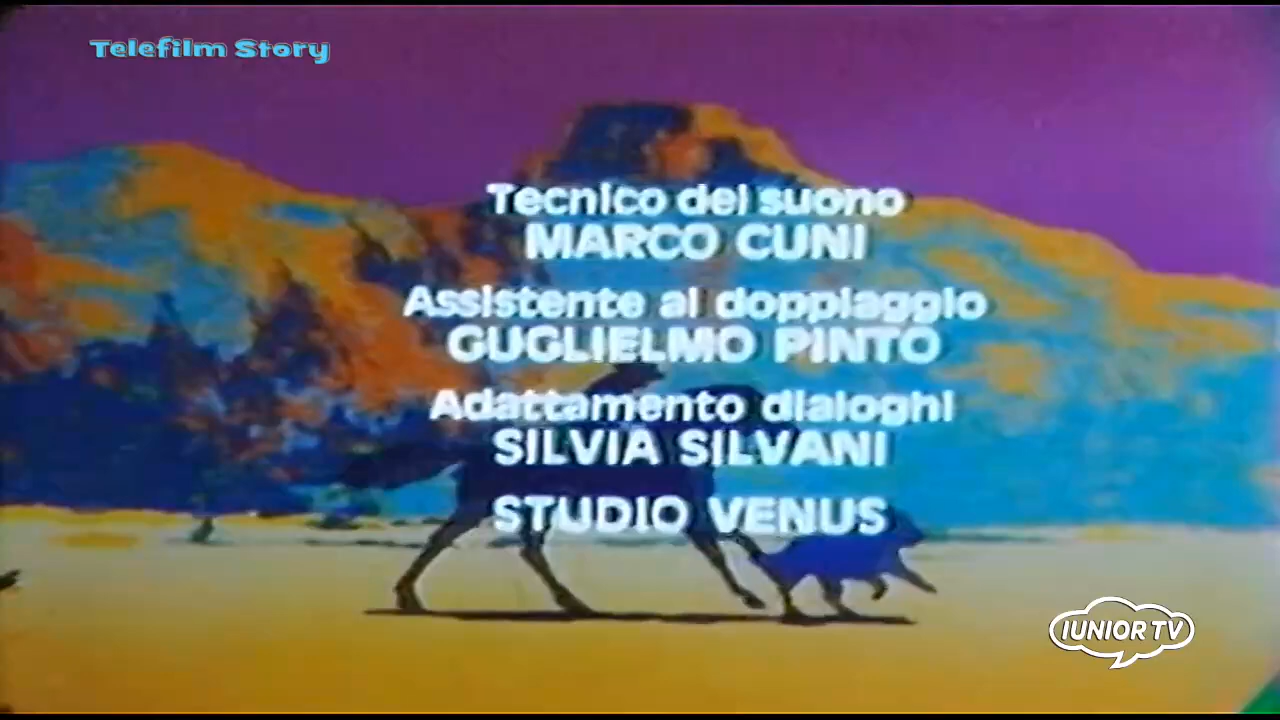 Telefilm Story
Tecnico del suono
MARCO CUNI
Assistente al doppiaggio
GUGLIELMO PINTO
Adattamento dialoghi
SILVIA SILVANI
STUDIO VENUS
IUNIOR TV